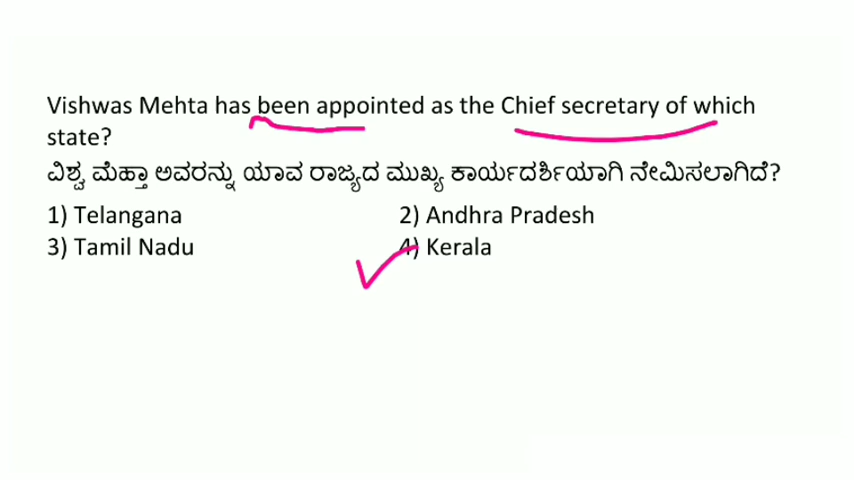 Vishwas Mehta has been appointed as the Chief secretary of which
state?
ವಿಶ್ವ ಮೆಹ್ತಾ ಅವರನ್ನು ಯಾವ ರಾಜ್ಯದ ಮುಖ್ಯ ಕಾರ್ಯದರ್ಶಿಯಾಗಿ ನೇಮಿಸಲಾಗಿದೆ?
1) Telangana 2) Andhra Pradesh
3) Tamil Nadu 4) Kerala